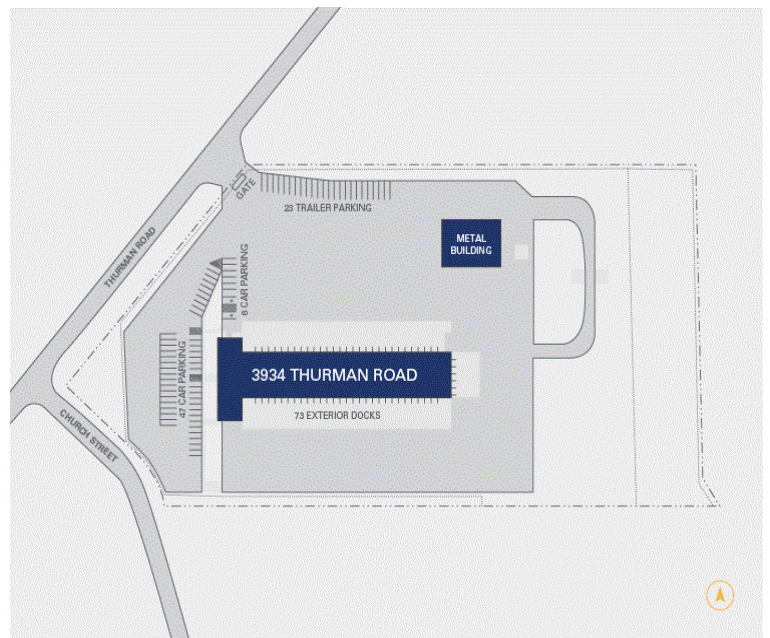 GATE
23 TRAILER PARKING
THURMAN ROAD
8 CAR PARKING
METAL
BUILDING
47 CAR PARKING
3934 THURMAN ROAD
73 EXTERIOR DOCKS
CHURCH STREET